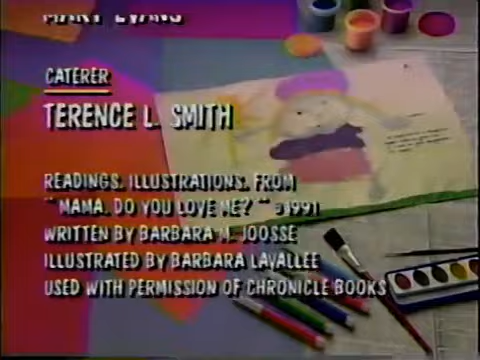 CATERER
TERENCE L. SMITH
READINGS, ILLUSTRATIONS, FROM
"MAMA, DO YOU LOVE ME?" ©1991
WRITTEN BY BARBARA M. JOOSSE
ILLUSTRATED BY BARBARA LAVALLEE
USED WITH PERMISSION OF CHRONICLE BOOKS